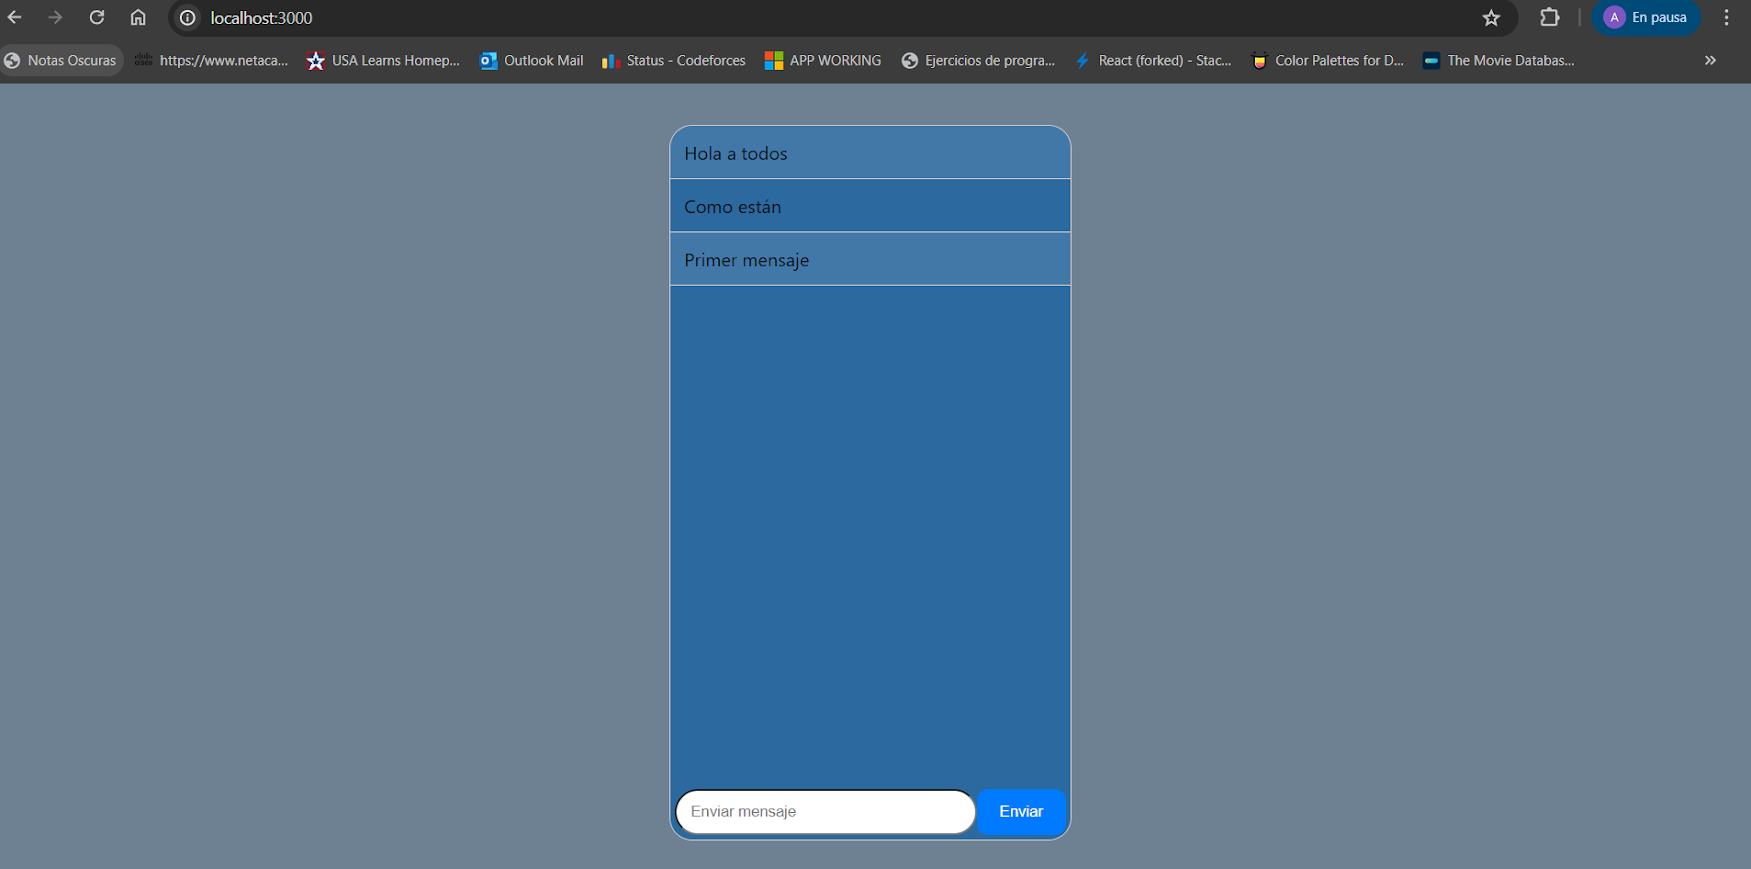 localhost:3000
A En pausa
Notas Oscuras https://www.netaca... USA Learns Homep... Outlook Mail Status - Codeforces APP WORKING Ejercicios de progra... React (forked) - Stac... Color Palettes for D... The Movie Databas...
Hola a todos
Como están
Primer mensaje
Enviar mensaje Enviar